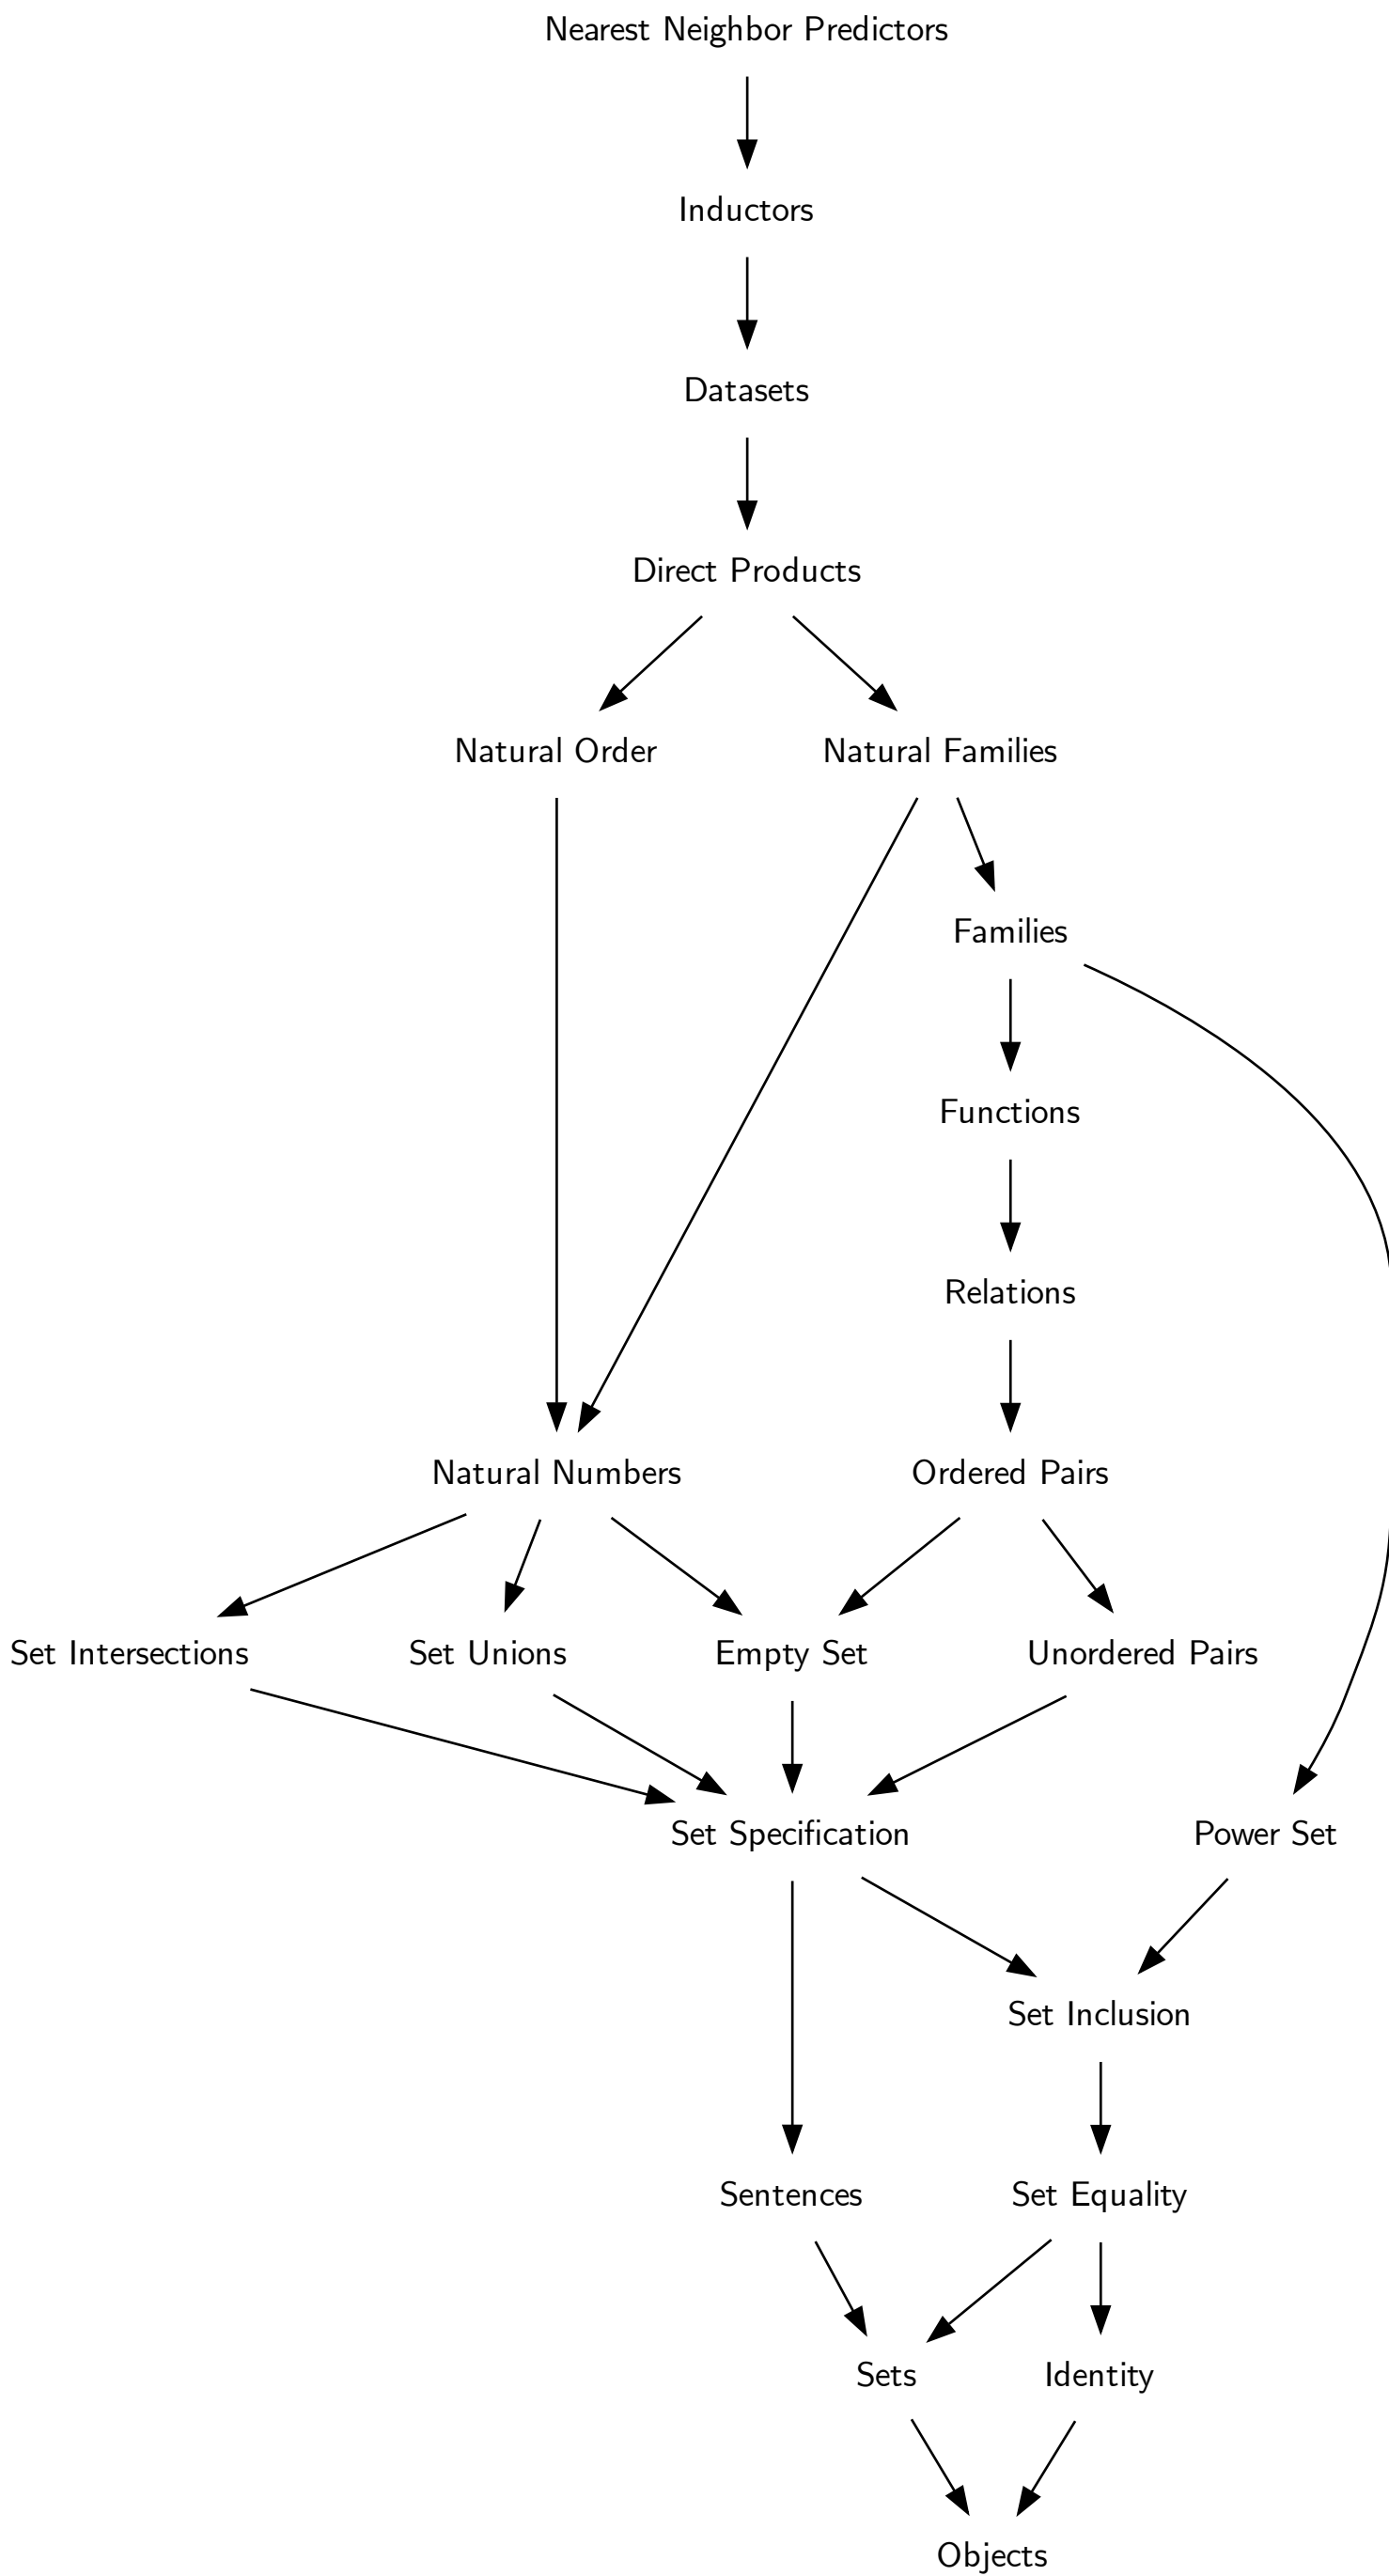 Nearest Neighbor Predictors
Inductors
Datasets
Direct Products
Natural Order
Natural Families
Families
Functions
Relations
Natural Numbers
Ordered Pairs
Set Intersections
Set Unions
Empty Set
Unordered Pairs
Set Specification
Power Set
Set Inclusion
Sentences
Set Equality
Sets
Identity
Objects